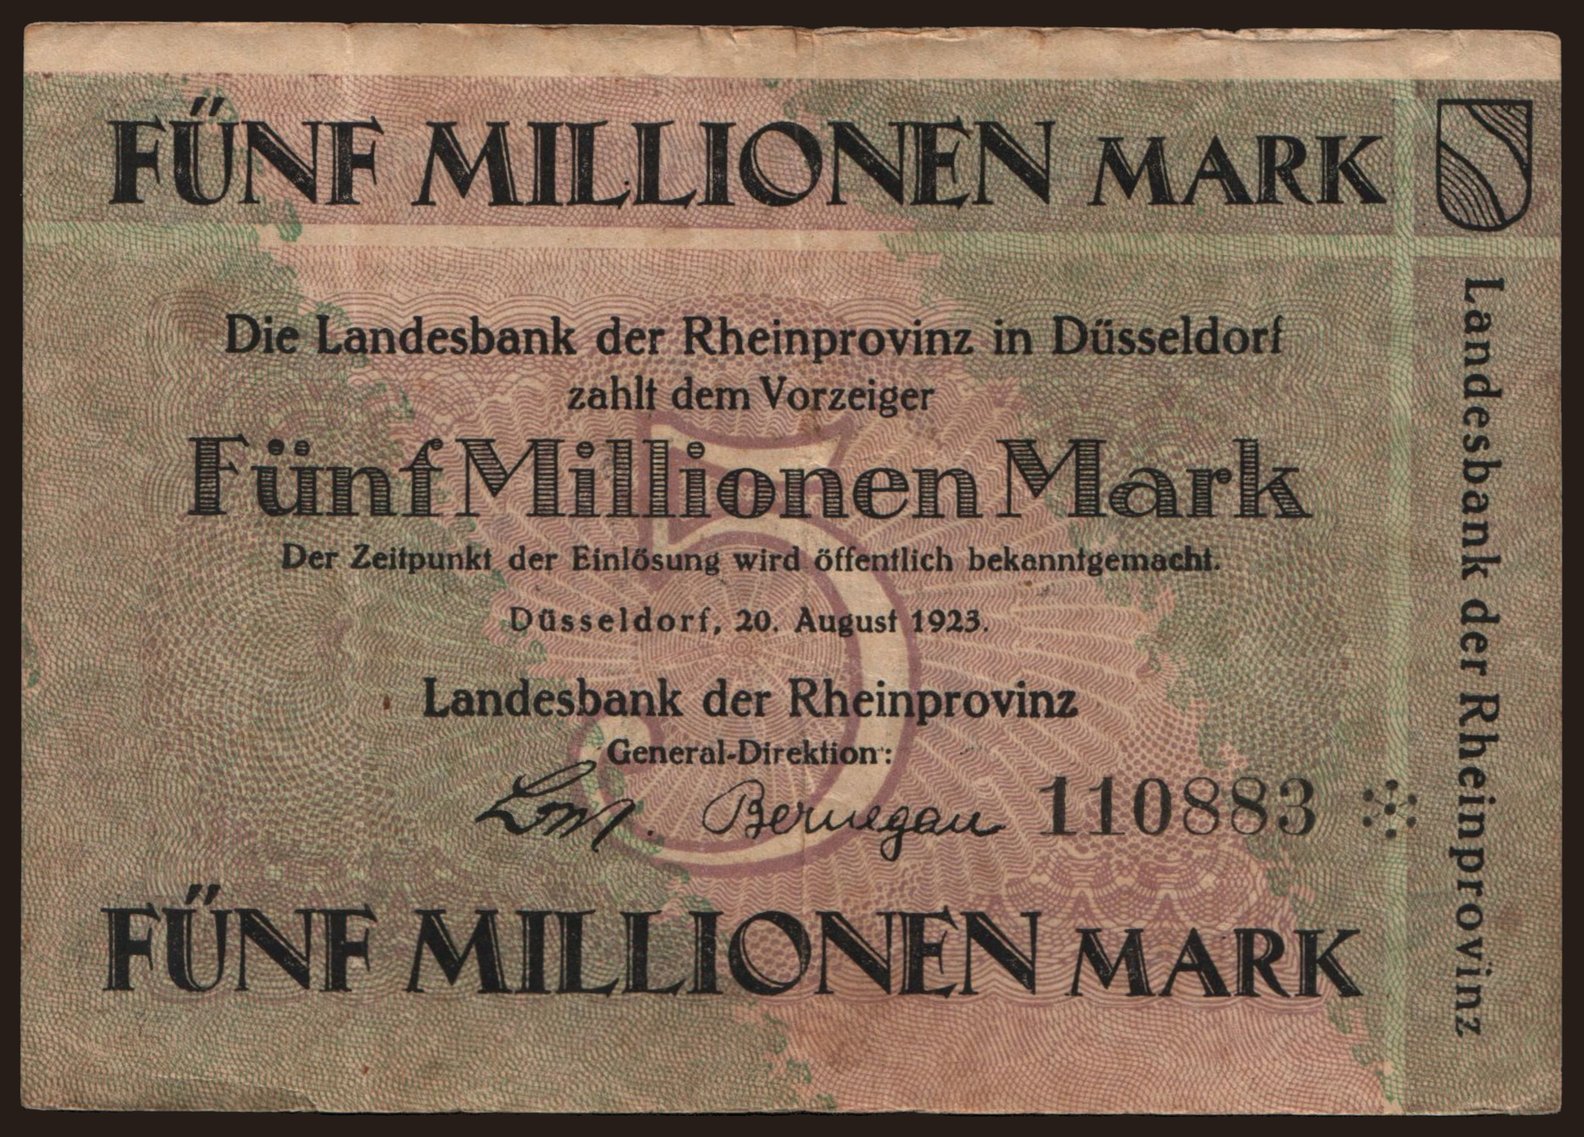 FÜNF MILLIONEN MARK
Die Landesbank der Rheinprovinz in Düsseldorf
zahlt dem Vorzeiger
Fünf Millionen Mark
Der Zeitpunkt der Einlösung wird öffentlich bekanntgemacht.
Düsseldorf, 20. August 1923.
Landesbank der Rheinprovinz
General-Direktion:
Bernegau 110883
FÜNF MILLIONEN MARK
Landesbank der Rheinprovinz
5